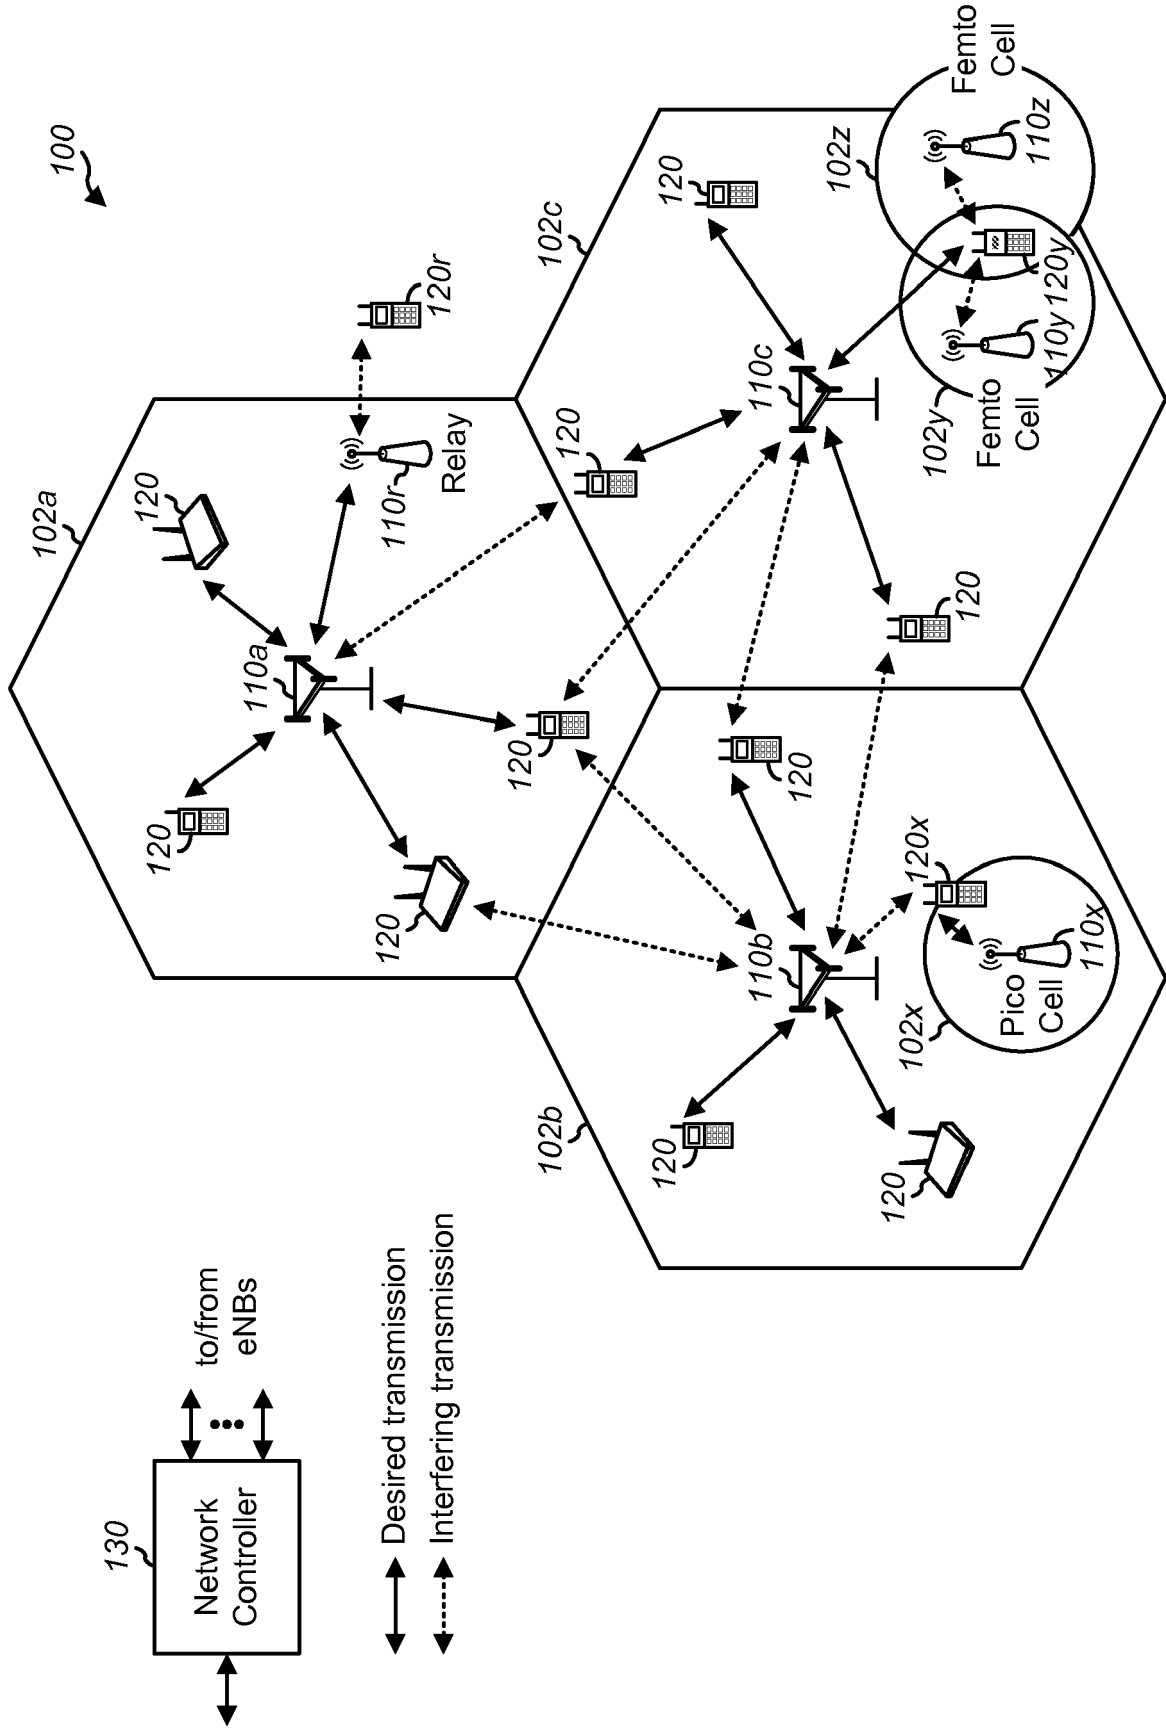 100
130
Network
Controller
to/from
eNBs
Desired transmission
Interfering transmission
102a
120
120
110a
120
120
110r
Relay
120r
102b
120
110b
120
120
120x
102x
Pico
Cell
110x
102c
120
120
110c
120
102y
Femto
Cell
110y
120y
102z
110z
Femto
Cell
120